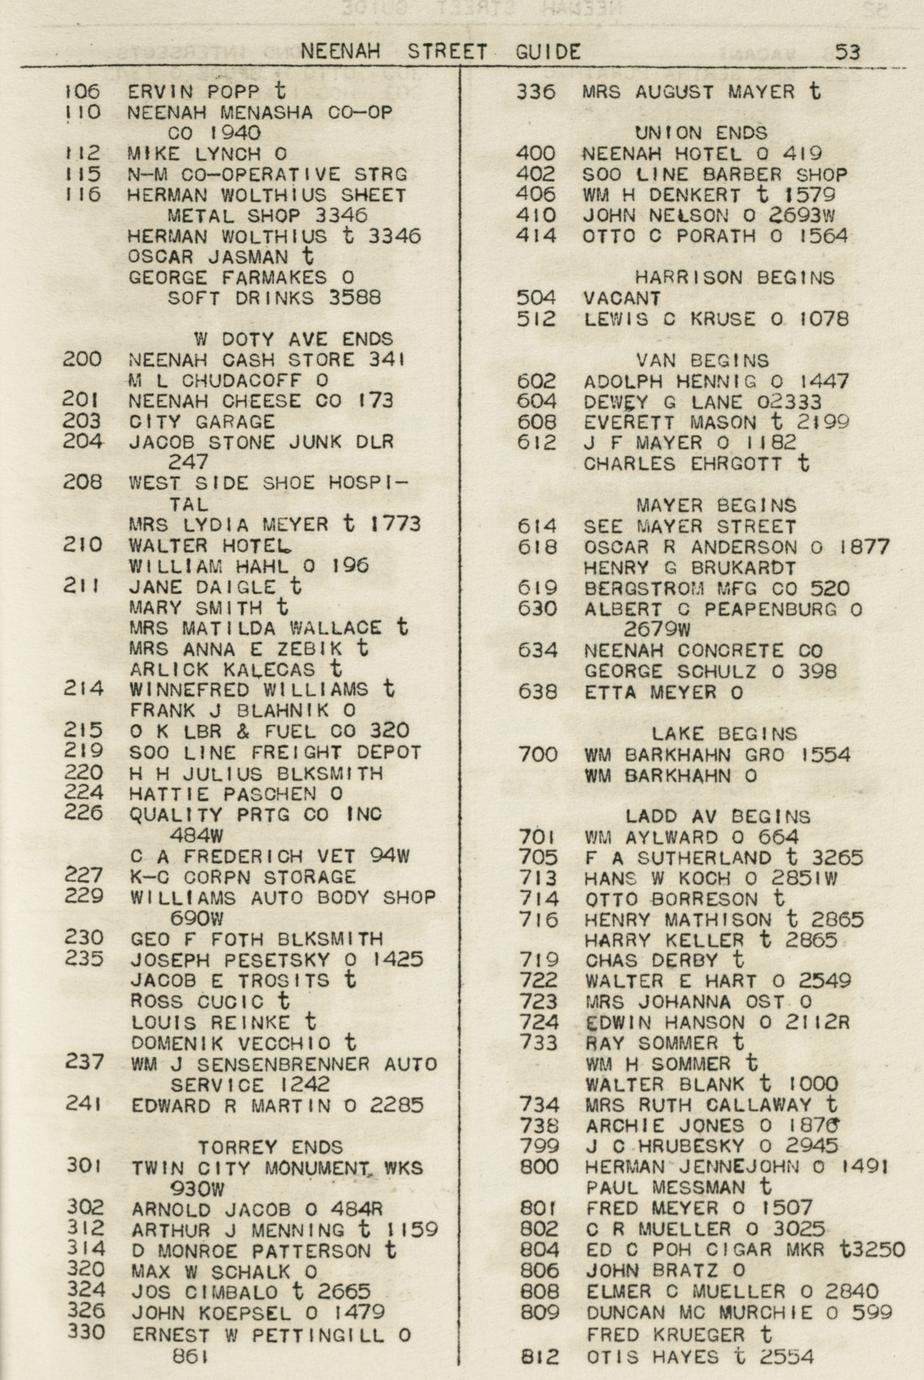 NEENAH STREET GUIDE 53
106 ERVIN POPP t
110 NEENAH MENASHA CO-OP
CO 1940
112 MIKE LYNCH O
115 N-M CO-OPERATIVE STRG
116 HERMAN WOLTHIUS SHEET
METAL SHOP 3346
HERMAN WOLTHIUS t 3346
OSCAR JASMAN t
GEORGE FARMAKES O
SOFT DRINKS 3588
W DOTY AVE ENDS
200 NEENAH CASH STORE 341
M L CHUDACOFF O
201 NEENAH CHEESE CO 173
203 CITY GARAGE
204 JACOB STONE JUNK DLR
247
208 WEST SIDE SHOE HOSPI-
TAL
MRS LYDIA MEYER t 1773
210 WALTER HOTEL
WILLIAM HAHL O 196
211 JANE DAIGLE t
MARY SMITH t
MRS MATILDA WALLACE t
MRS ANNA E ZEBIK t
ARLICK KALECAS t
214 WINNEFRED WILLIAMS t
FRANK J BLAHNIK O
215 O K LBR & FUEL CO 320
219 SOO LINE FREIGHT DEPOT
220 H H JULIUS BLKSMITH
224 HATTIE PASCHEN O
226 QUALITY PRTG CO INC
484W
C A FREDERICH VET 94W
227 K-C CORPN STORAGE
229 WILLIAMS AUTO BODY SHOP
690W
230 GEO F FOTH BLKSMITH
235 JOSEPH PESETSKY O 1425
JACOB E TROSITS t
ROSS CUCIC t
LOUIS REINKE t
DOMENIK VECCHIO t
237 WM J SENSENBRENNER AUTO
SERVICE 1242
241 EDWARD R MARTIN O 2285
TORREY ENDS
301 TWIN CITY MONUMENT WKS
930W
302 ARNOLD JACOB O 484R
312 ARTHUR J MENNING t 1159
314 D MONROE PATTERSON t
320 MAX W SCHALK O
324 JOS CIMBALO t 2665
326 JOHN KOEPSEL O 1479
330 ERNEST W PETTINGILL O
861
336 MRS AUGUST MAYER t
UNION ENDS
400 NEENAH HOTEL O 419
402 SOO LINE BARBER SHOP
406 WM H DENKERT t 1579
410 JOHN NELSON O 2693W
414 OTTO C PORATH O 1564
HARRISON BEGINS
504 VACANT
512 LEWIS C KRUSE O 1078
VAN BEGINS
602 ADOLPH HENNIG O 1447
604 DEWEY G LANE O2333
608 EVERETT MASON t 2199
612 J F MAYER O 1182
CHARLES EHRGOTT t
MAYER BEGINS
614 SEE MAYER STREET
618 OSCAR R ANDERSON O 1877
HENRY G BRUKARDT
619 BERGSTROM MFG CO 520
630 ALBERT C PEAPENBURG O
2679W
634 NEENAH CONCRETE CO
GEORGE SCHULZ O 398
638 ETTA MEYER O
LAKE BEGINS
700 WM BARKHAHN GRO 1554
WM BARKHAHN O
LADD AV BEGINS
701 WM AYLWARD O 664
705 F A SUTHERLAND t 3265
713 HANS W KOCH O 2851W
714 OTTO BORRESON t
716 HENRY MATHISON t 2865
HARRY KELLER t 2865
719 CHAS DERBY t
722 WALTER E HART O 2549
723 MRS JOHANNA OST O
724 EDWIN HANSON O 2112R
733 RAY SOMMER t
WM H SOMMER t
WALTER BLANK t 1000
734 MRS RUTH CALLAWAY t
738 ARCHIE JONES O
799 J C HRUBESKY O 2945
800 HERMAN JENNEJOHN O 1491
PAUL MESSMAN t
801 FRED MEYER O 1507
802 C R MUELLER O 3025
804 ED C POH CIGAR MKR t3250
806 JOHN BRATZ O
808 ELMER C MUELLER O 2840
809 DUNCAN MC MURCHIE O 599
FRED KRUEGER t
812 OTIS HAYES t 2554